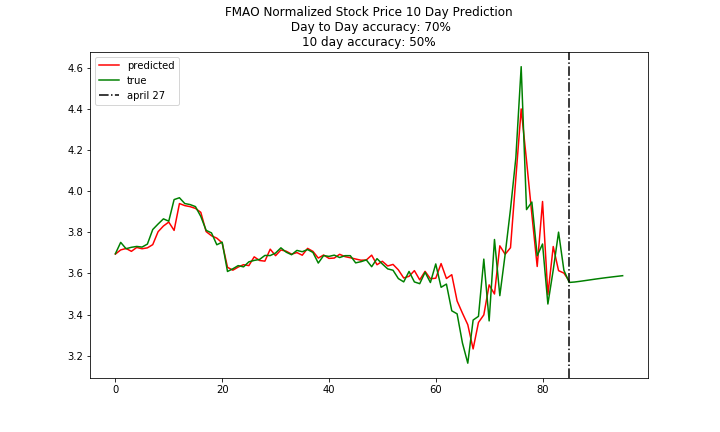 FMAO Normalized Stock Price 10 Day Prediction
Day to Day accuracy: 70%
10 day accuracy: 50%
predicted
true
april 27
4.6
4.4
4.2
4.0
3.8
3.6
3.4
3.2
0
20
40
60
80